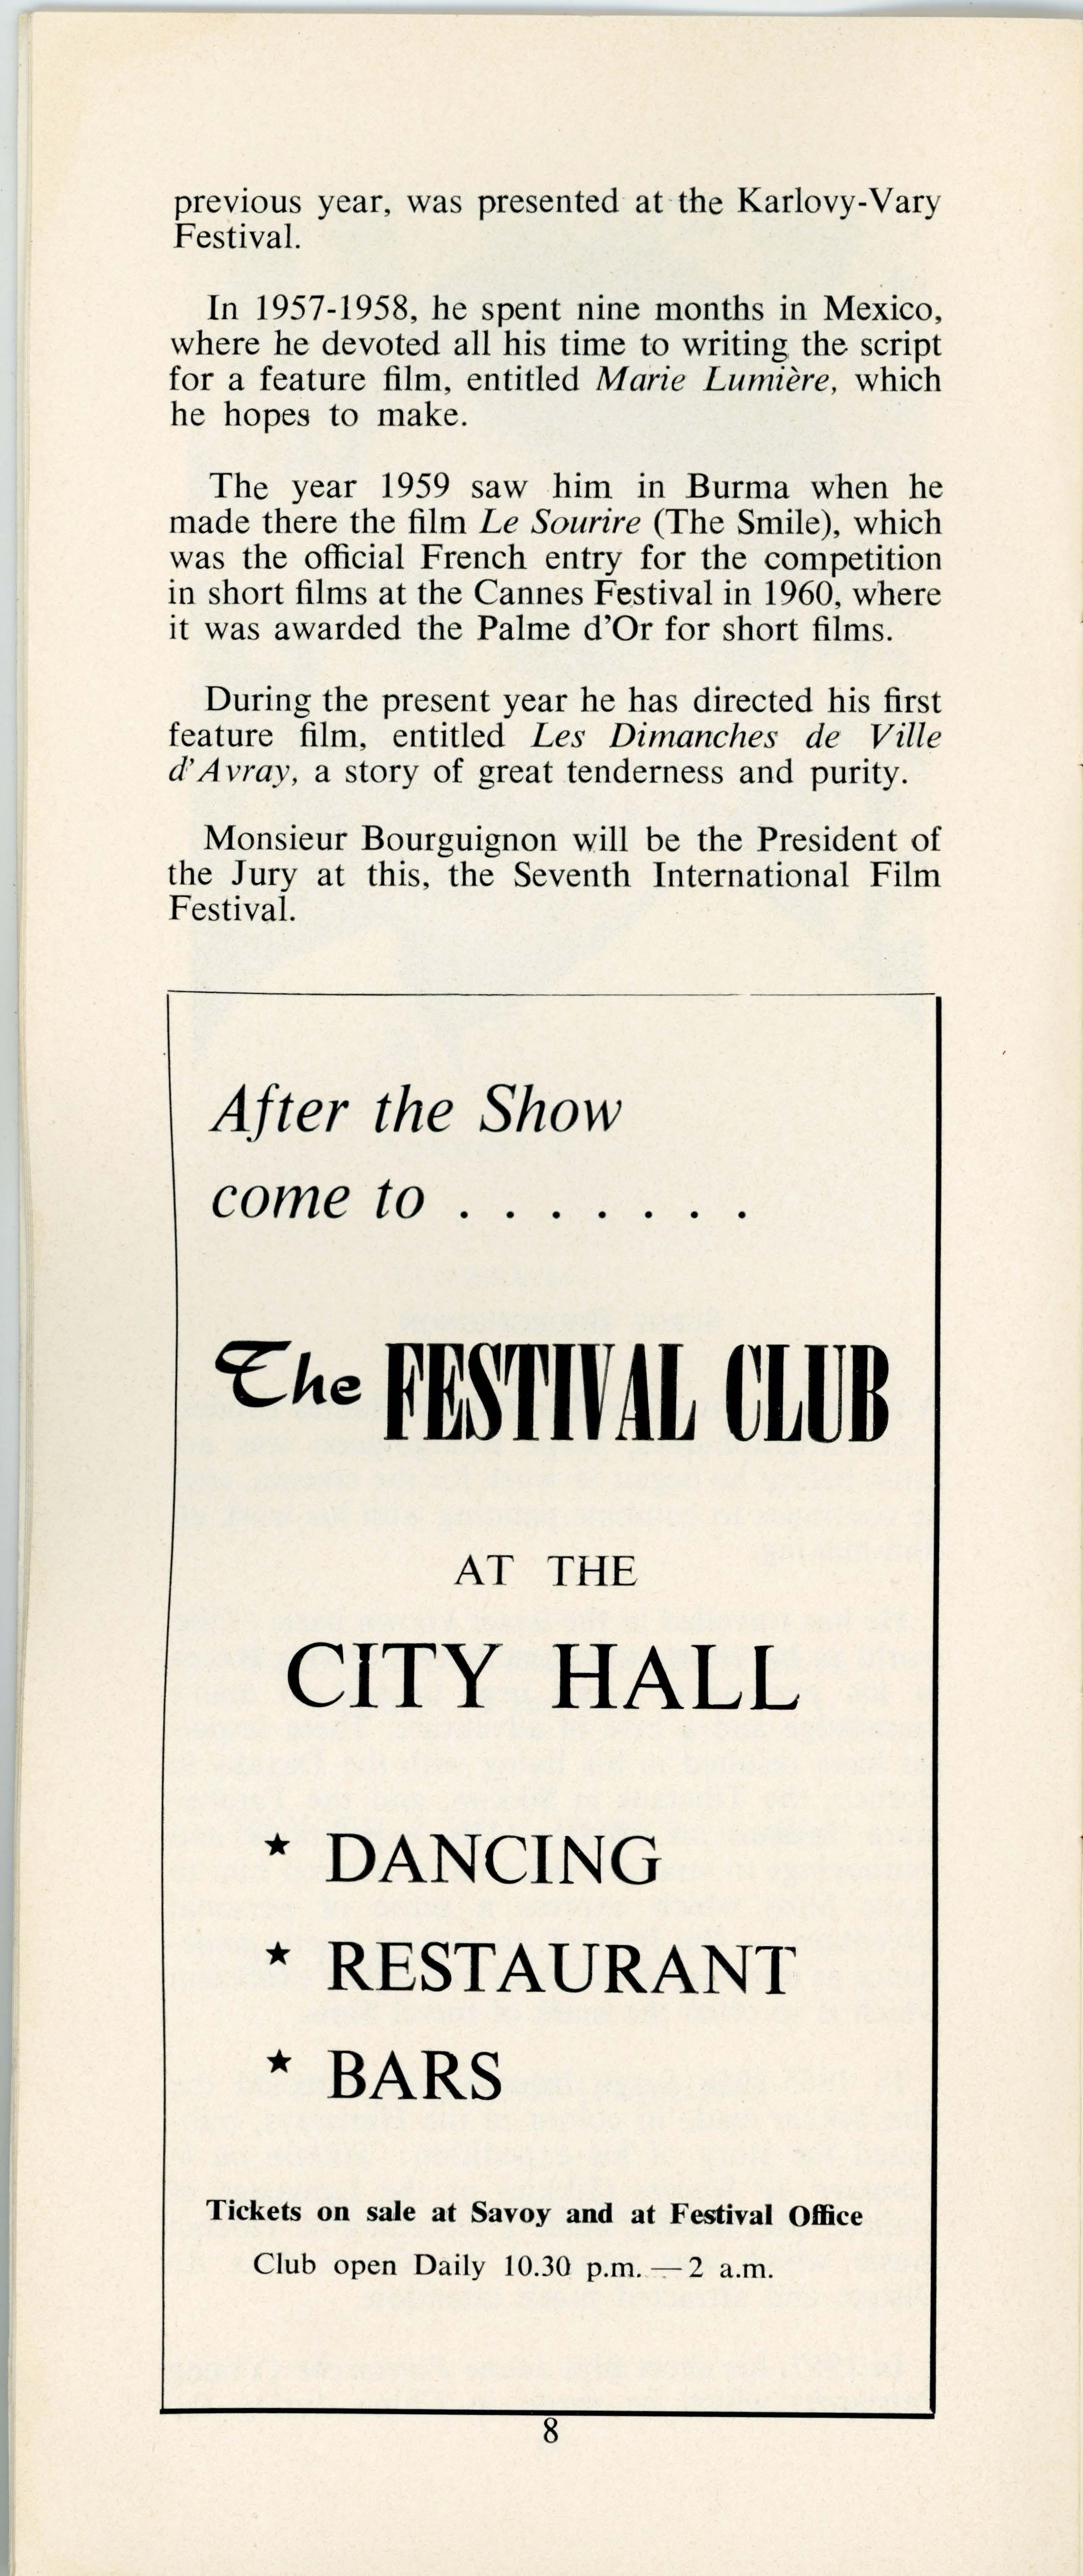 previous year, was presented at the Karlovy-Vary
Festival.
In 1957-1958, he spent nine months in Mexico,
where he devoted all his time to writing the script
for a feature film, entitled Marie Lumière, which
he hopes to make.
The year 1959 saw him in Burma when he
made there the film Le Sourire (The Smile), which
was the official French entry for the competition
in short films at the Cannes Festival in 1960, where
it was awarded the Palme d'Or for short films.
During the present year he has directed his first
feature film, entitled Les Dimanches de Ville
d'Avray, a story of great tenderness and purity.
Monsieur Bourguignon will be the President of
the Jury at this, the Seventh International Film
Festival.
After the Show
come to . . . . . . .
The FESTIVAL CLUB
AT THE
CITY HALL
★ DANCING
★ RESTAURANT
★ BARS
Tickets on sale at Savoy and at Festival Office
Club open Daily 10.30 p.m. — 2 a.m.
8